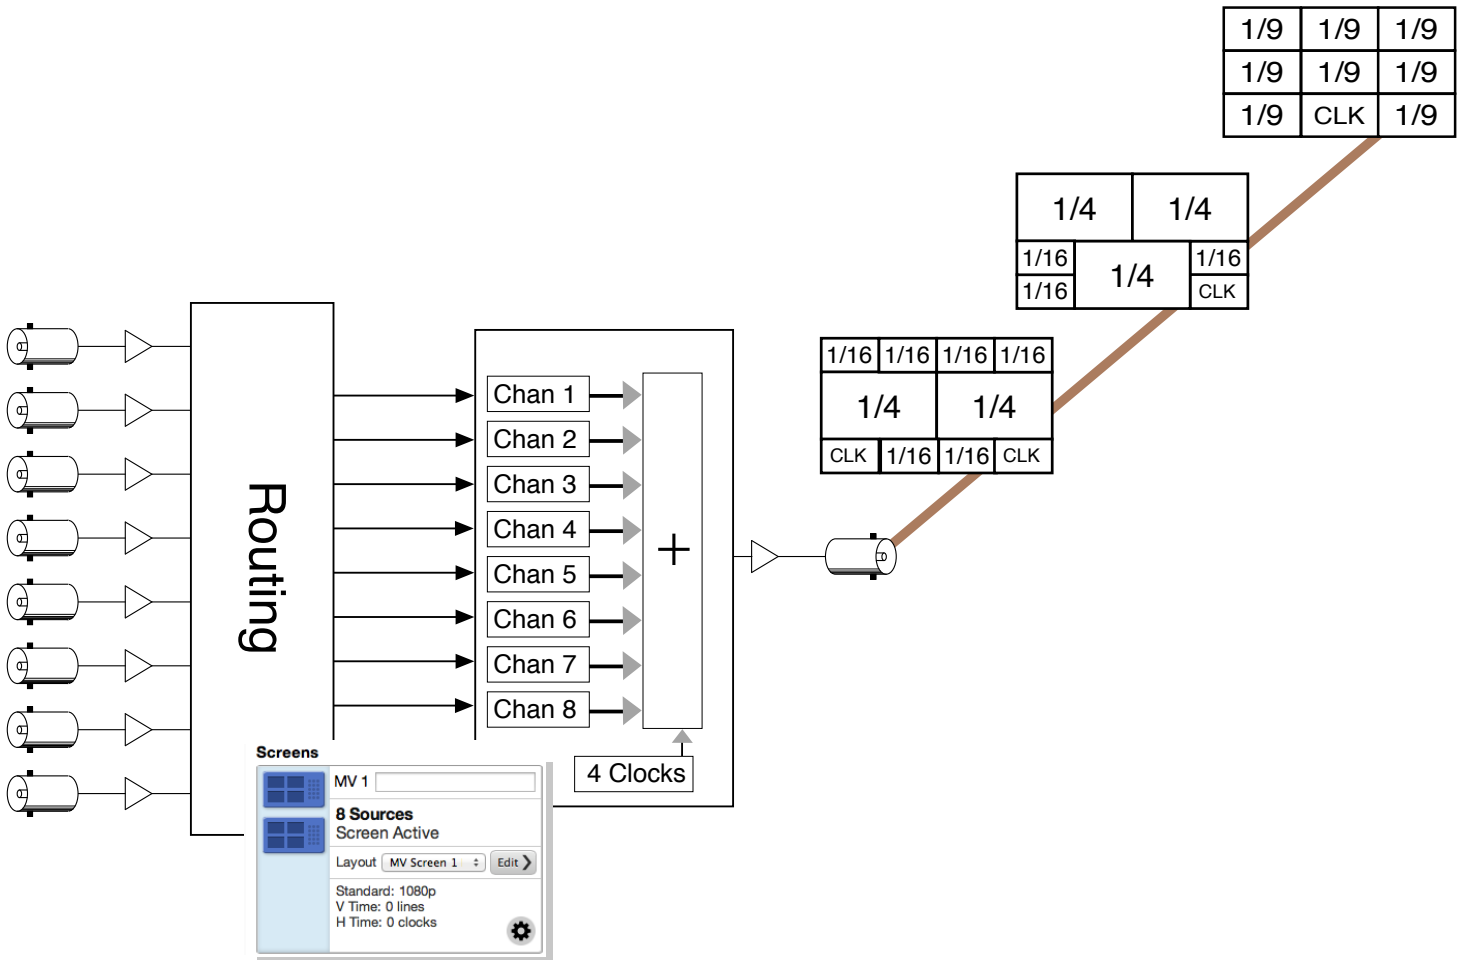 1/9 1/9 1/9
1/9 1/9 1/9
1/9 CLK 1/9
1/4 1/4
1/16 1/4 1/16
1/16 CLK
1/16 1/16 1/16 1/16
1/4 1/4
CLK 1/16 1/16 CLK
Routing
Chan 1
Chan 2
Chan 3
Chan 4
Chan 5
Chan 6
Chan 7
Chan 8
+
4 Clocks
Screens
MV 1
8 Sources
Screen Active
Layout MV Screen 1 Edit
Standard: 1080p
V Time: 0 lines
H Time: 0 clocks